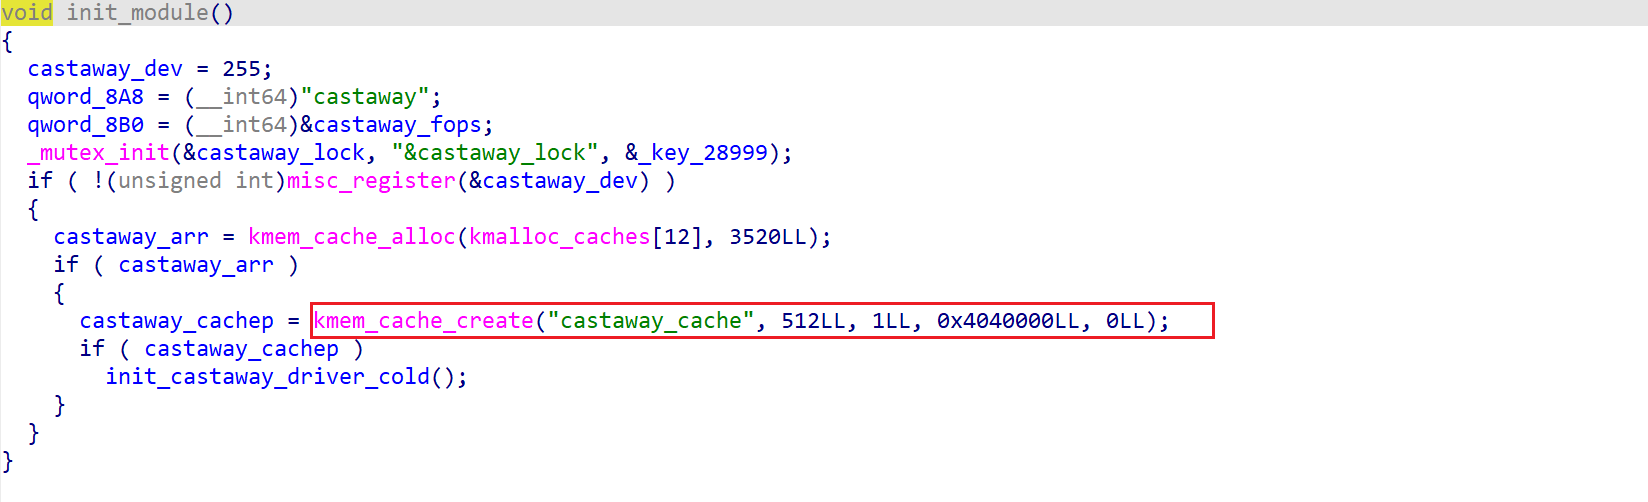 void init_module()
{
  castaway_dev = 255;
  qword_8A8 = (__int64)"castaway";
  qword_8B0 = (__int64)&castaway_fops;
  _mutex_init(&castaway_lock, "&castaway_lock", &_key_28999);
  if ( !(unsigned int)misc_register(&castaway_dev) )
  {
    castaway_arr = kmem_cache_alloc(kmalloc_caches[12], 3520LL);
    if ( castaway_arr )
    {
      castaway_cachep = kmem_cache_create("castaway_cache", 512LL, 1LL, 0x4040000LL, 0LL);
      if ( castaway_cachep )
        init_castaway_driver_cold();
    }
  }
}